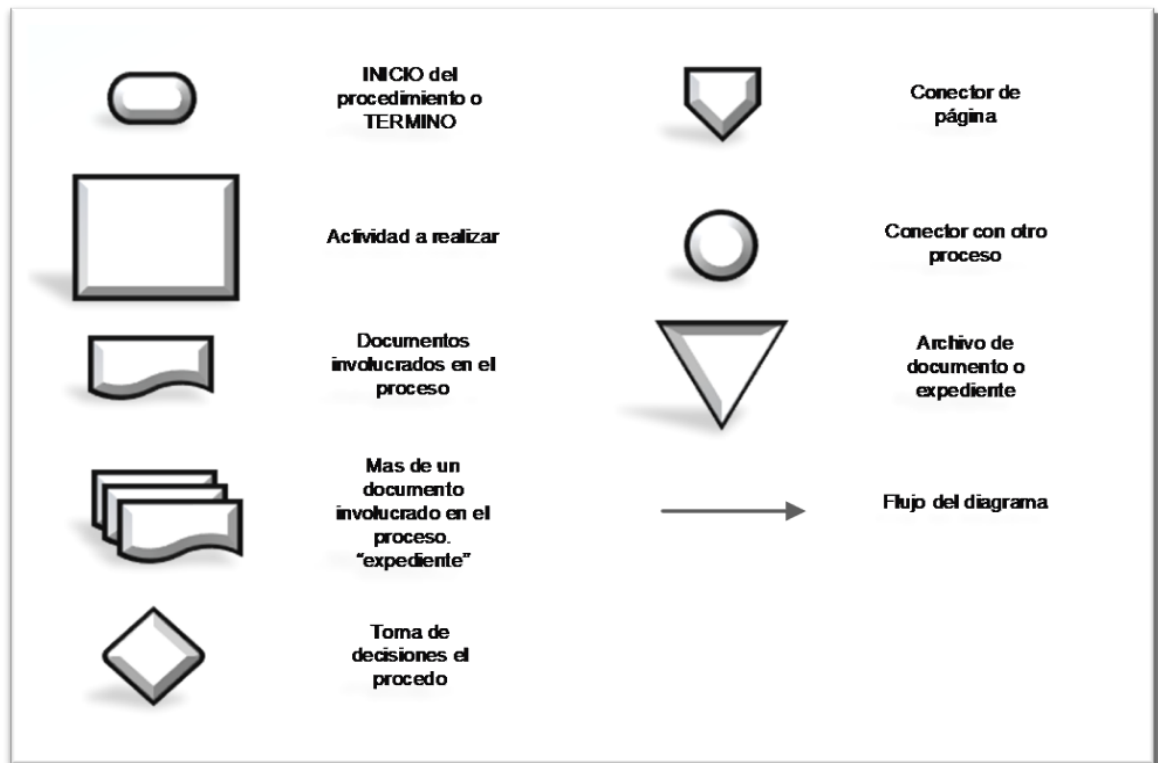 INICIO del
procedimiento o
TERMINO
Actividad a realizar
Documentos
involucrados en el
proceso
Mas de un
documento
involucrado en el
proceso.
“expediente”
Toma de
decisiones el
procedo
Conector de
página
Conector con otro
proceso
Archivo de
documento o
expediente
Flujo del diagrama